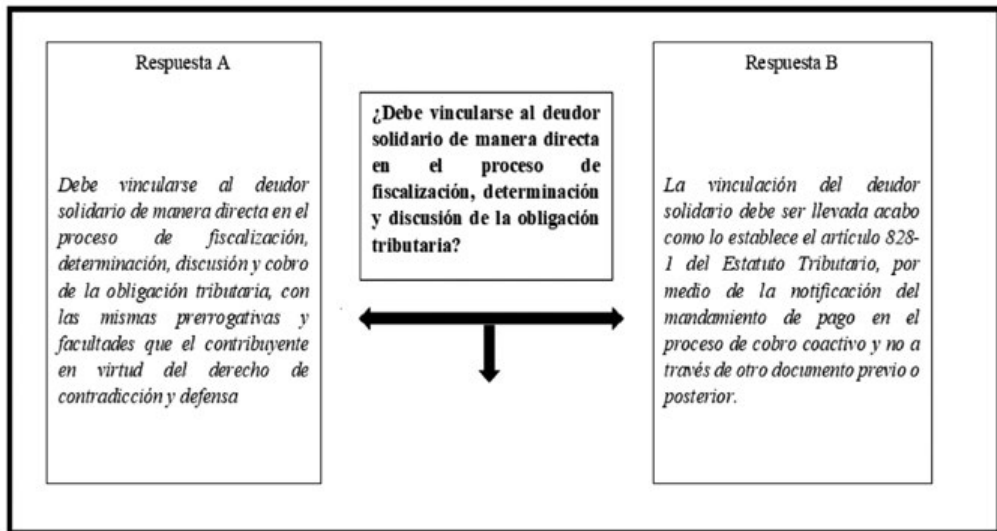 Respuesta A
Debe vincularse al deudor
solidario de manera directa en el
proceso de fiscalización,
determinación, discusión y cobro
de la obligación tributaria, con
las mismas prerrogativas y
facultades que el contribuyente
en virtud del derecho de
contradicción y defensa
¿Debe vincularse al deudor
solidario de manera directa
en el proceso de
fiscalización, determinación
y discusión de la obligación
tributaria?
Respuesta B
La vinculación del deudor
solidario debe ser llevada acabo
como lo establece el artículo 828-
1 del Estatuto Tributario, por
medio de la notificación del
mandamiento de pago en el
proceso de cobro coactivo y no a
través de otro documento previo o
posterior.